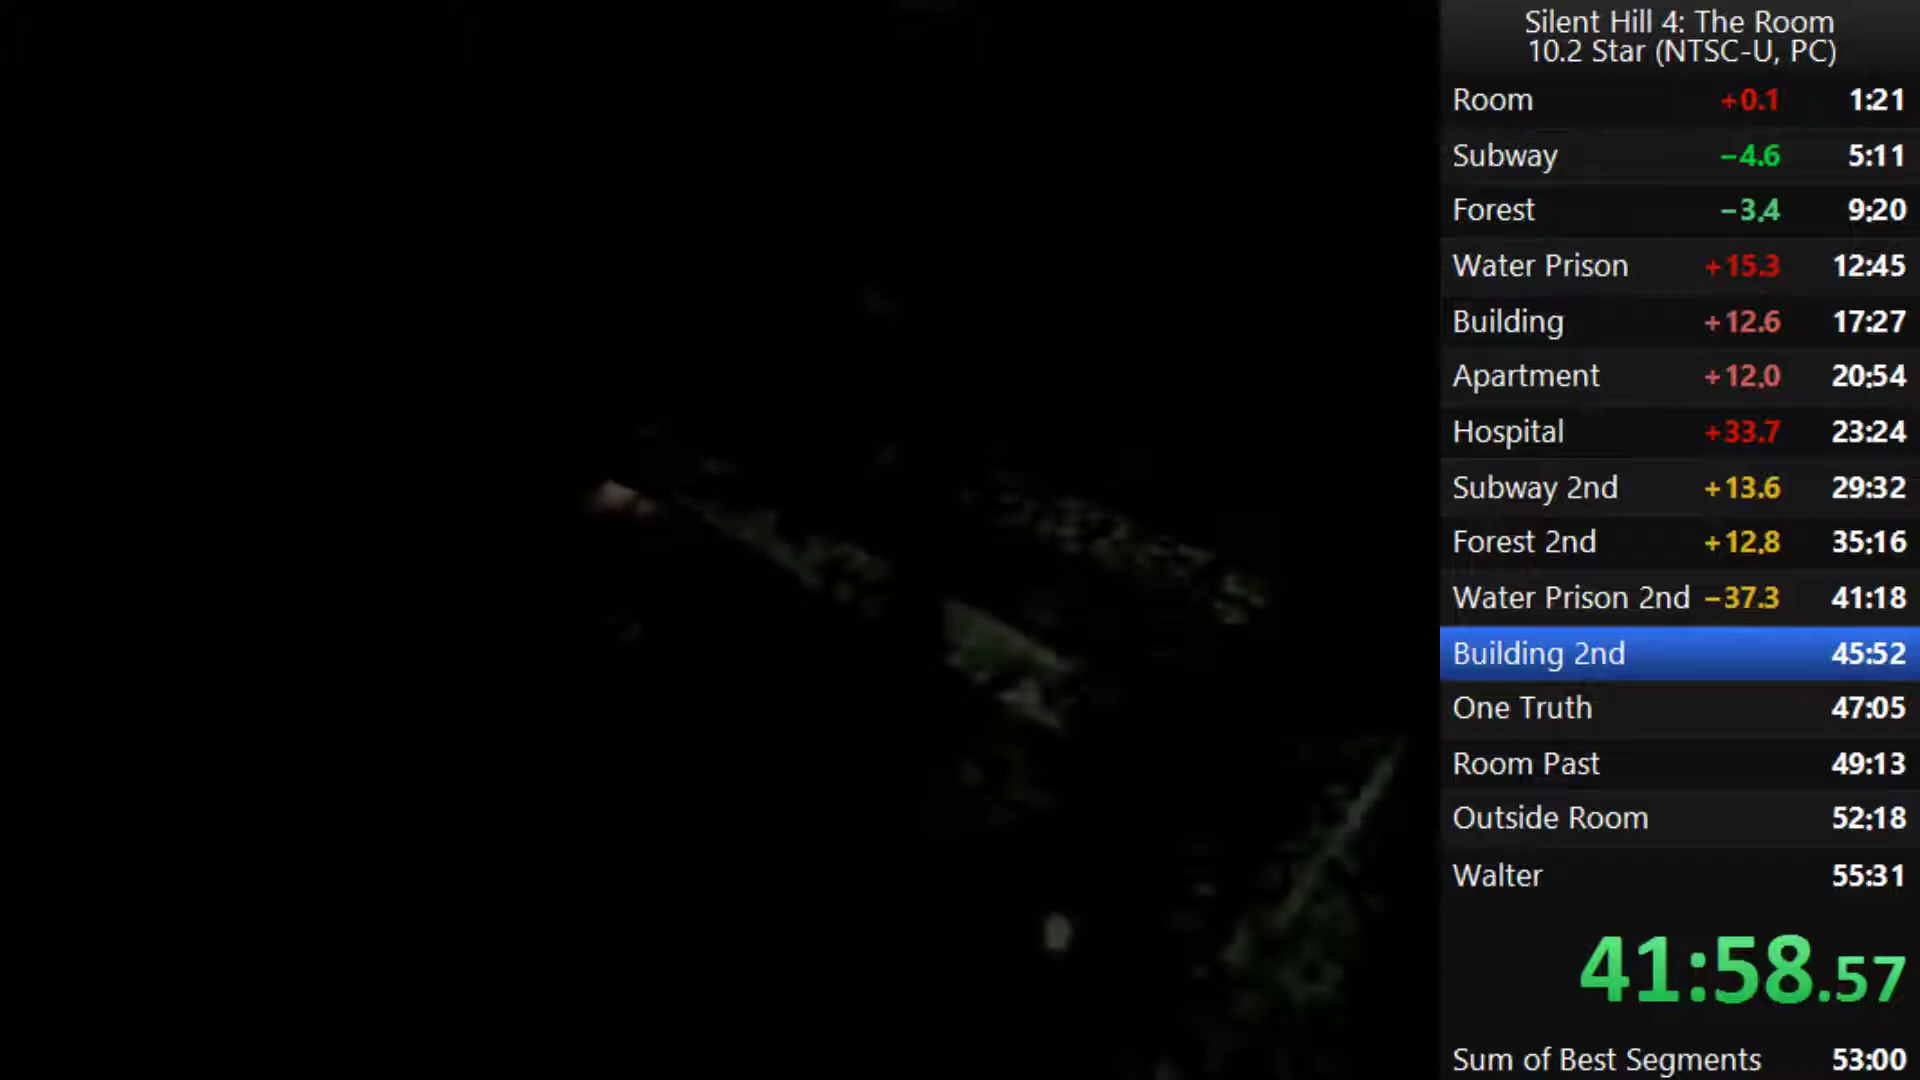 Silent Hill 4: The Room
10.2 Star (NTSC-U, PC)
Room +0.1 1:21
Subway −4.6 5:11
Forest −3.4 9:20
Water Prison +15.3 12:45
Building +12.6 17:27
Apartment +12.0 20:54
Hospital +33.7 23:24
Subway 2nd +13.6 29:32
Forest 2nd +12.8 35:16
Water Prison 2nd −37.3 41:18
Building 2nd 45:52
One Truth 47:05
Room Past 49:13
Outside Room 52:18
Walter 55:31
41:58.57
Sum of Best Segments 53:00